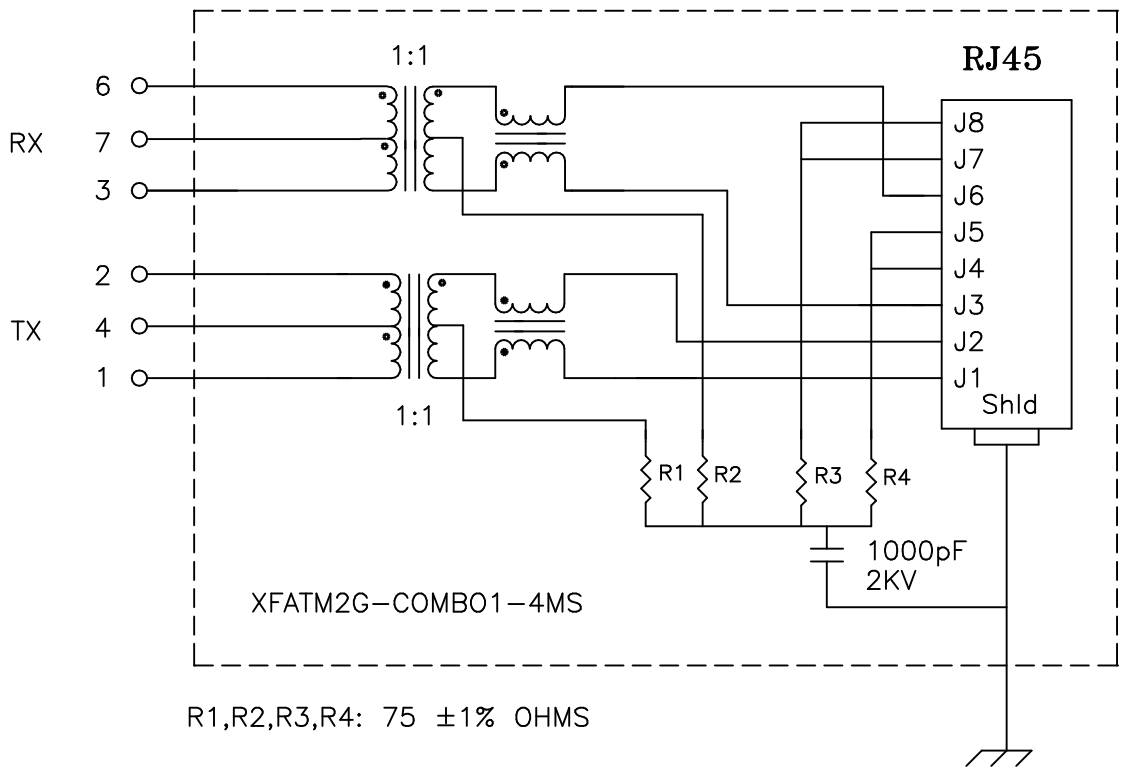 1:1
RJ45
6
RX
7
3
J8
J7
J6
J5
J4
J3
J2
J1
Shld
2
TX
4
1
1:1
R1
R2
R3
R4
1000pF
2KV
XFATM2G-COMBO1-4MS
R1,R2,R3,R4: 75 ±1% OHMS